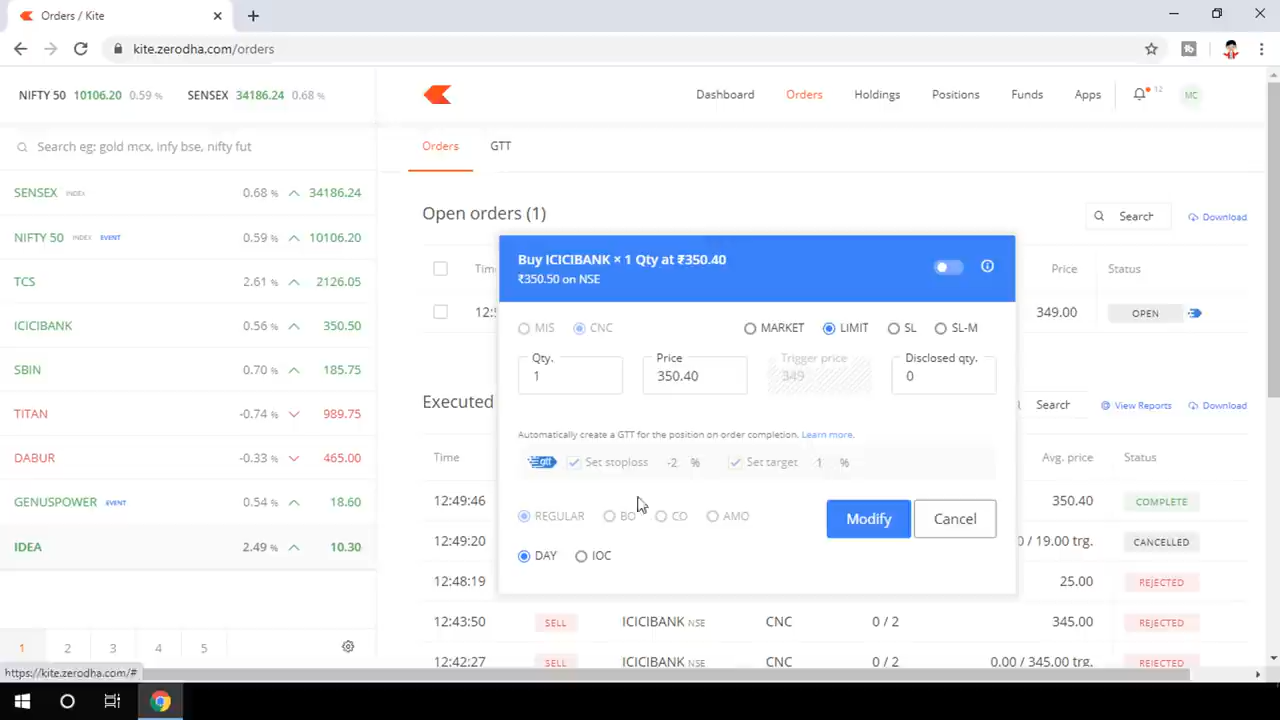 Orders / Kite
kite.zerodha.com/orders
NIFTY 50 10106.20 0.59 % SENSEX 34186.24 0.68 %
Dashboard Orders Holdings Positions Funds Apps 12 MC
Search eg: gold mcx, infy bse, nifty fut
SENSEX INDEX 0.68 % 34186.24
NIFTY 50 INDEX EVENT 0.59 % 10106.20
TCS 2.61 % 2126.05
ICICIBANK 0.56 % 350.50
SBIN 0.70 % 185.75
TITAN -0.74 % 989.75
DABUR -0.33 % 465.00
GENUSPOWER EVENT 0.54 % 18.60
IDEA 2.49 % 10.30
1 2 3 4 5
https://kite.zerodha.com/#
Orders GTT
Open orders (1) Search Download
Price Status
349.00 OPEN
Buy ICICIBANK × 1 Qty at ₹350.40
₹350.50 on NSE
MIS CNC MARKET LIMIT SL SL-M
Qty. Price Trigger price Disclosed qty.
1 350.40 349 0
Automatically create a GTT for the position on order completion. Learn more.
gtt Set stoploss -2 % Set target 1 %
REGULAR BO CO AMO Modify Cancel
DAY IOC
Executed Search View Reports Download
Time Avg. price Status
12:49:46 350.40 COMPLETE
12:49:20 0 / 19.00 trg. CANCELLED
12:48:19 25.00 REJECTED
12:43:50 SELL ICICIBANK NSE CNC 0 / 2 345.00 REJECTED
12:42:27 SELL ICICIBANK NSE CNC 0 / 2 0.00 / 345.00 trg. REJECTED